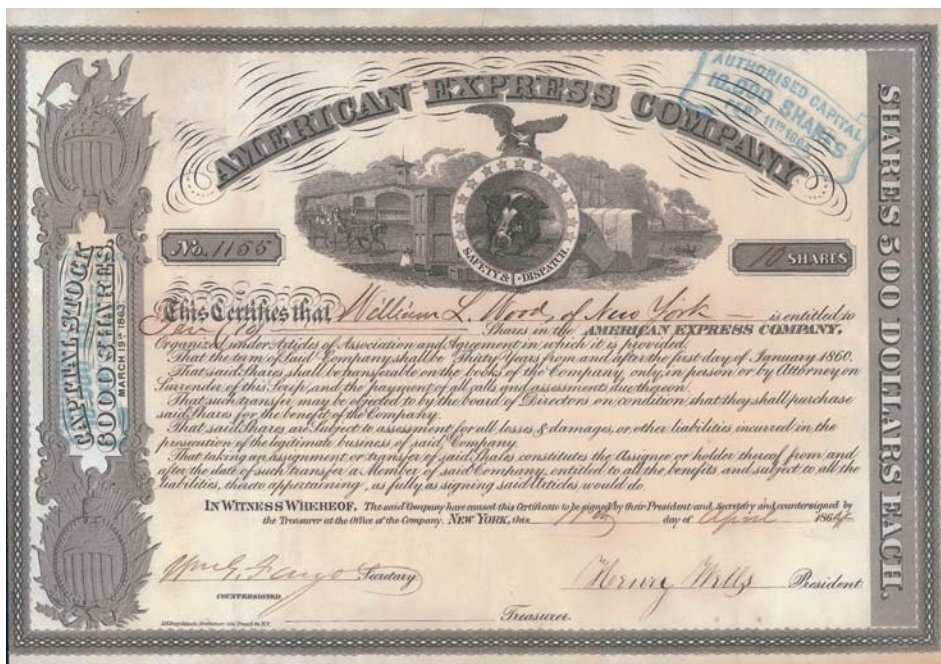 AMERICAN EXPRESS COMPANY
AUTHORISED CAPITAL
10,000 SHARES
SAFETY & DISPATCH.
No. 1155
10 SHARES
This Certifies that William L. Wood, of New York is entitled to
Ten (10) Shares in the AMERICAN EXPRESS COMPANY,
Organized under Articles of Association and Agreement in which it is provided.
That the term of said Company shall be Thirty Years from and after the first day of January 1860.
That said Shares shall be transferable on the books of the Company, only, in person or by Attorney on
Surrender of this Scrip, and the payment of all calls and assessments due thereon.
That such transfer may be objected to by the board of Directors on condition that they shall purchase
said Shares for the benefit of the Company.
That said Shares are Subject to assessment for all losses & damages, or other liabilities, incurred in the
prosecution of the legitimate business of said Company.
That taking an assignment or transfer of said Shares, constitutes the Assignee or holder thereof from and
after the date of such transfer a Member of said Company, entitled to all the benefits and subject to all the
liabilities, thereto appertaining, as fully as signing said Articles would do.
IN WITNESS WHEREOF, The said Company have caused this Certificate to be signed by their President and Secretary and countersigned by
the Treasurer at the Office of the Company. NEW YORK, this day of April 1864
Wm G. Fargo Secretary.
Henry Wells President.
COUNTERSIGNED.
Treasurer.
CAPITAL STOCK
6000 SHARES.
MARCH 19th 1863
SHARES 500 DOLLARS EACH.